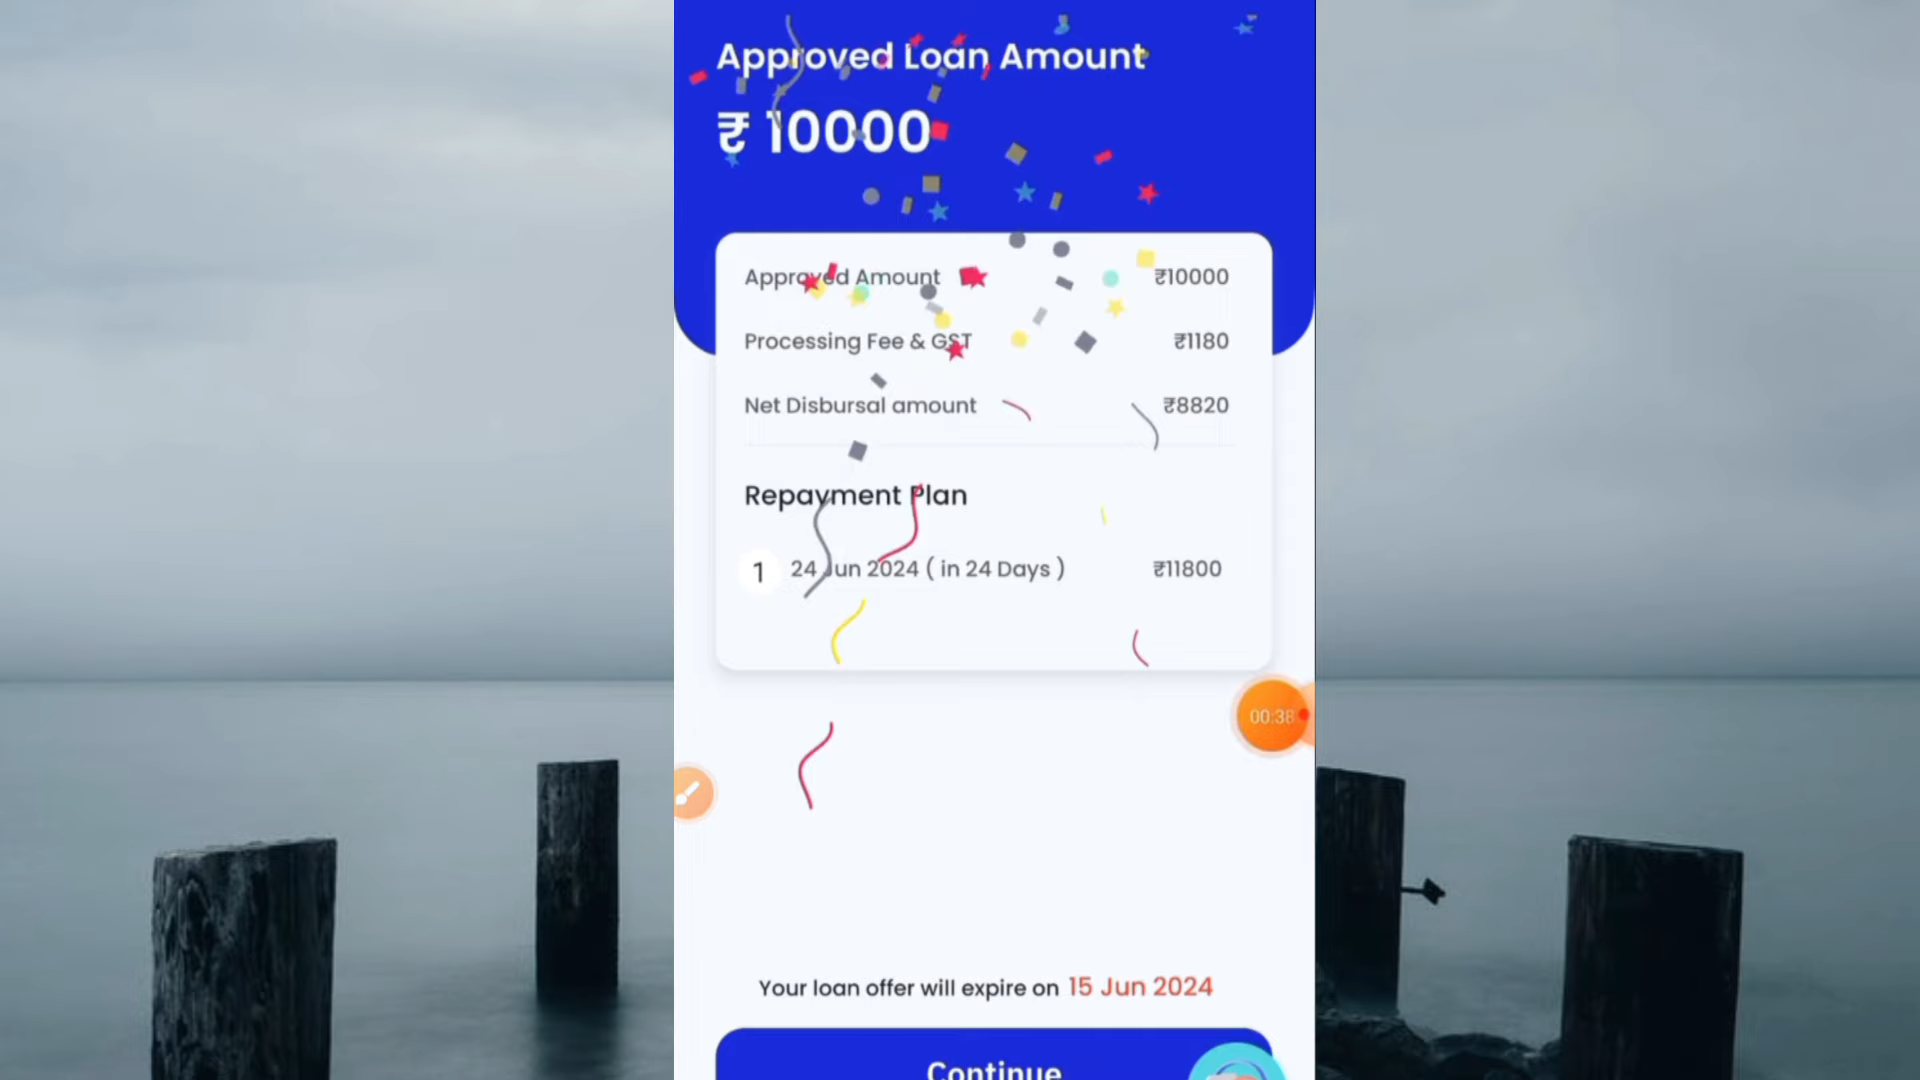 Approved Loan Amount
₹ 10000
Approved Amount ₹10000
Processing Fee & GST ₹1180
Net Disbursal amount ₹8820
Repayment Plan
1 24 Jun 2024 ( in 24 Days ) ₹11800
00:38
Your loan offer will expire on 15 Jun 2024
Continue